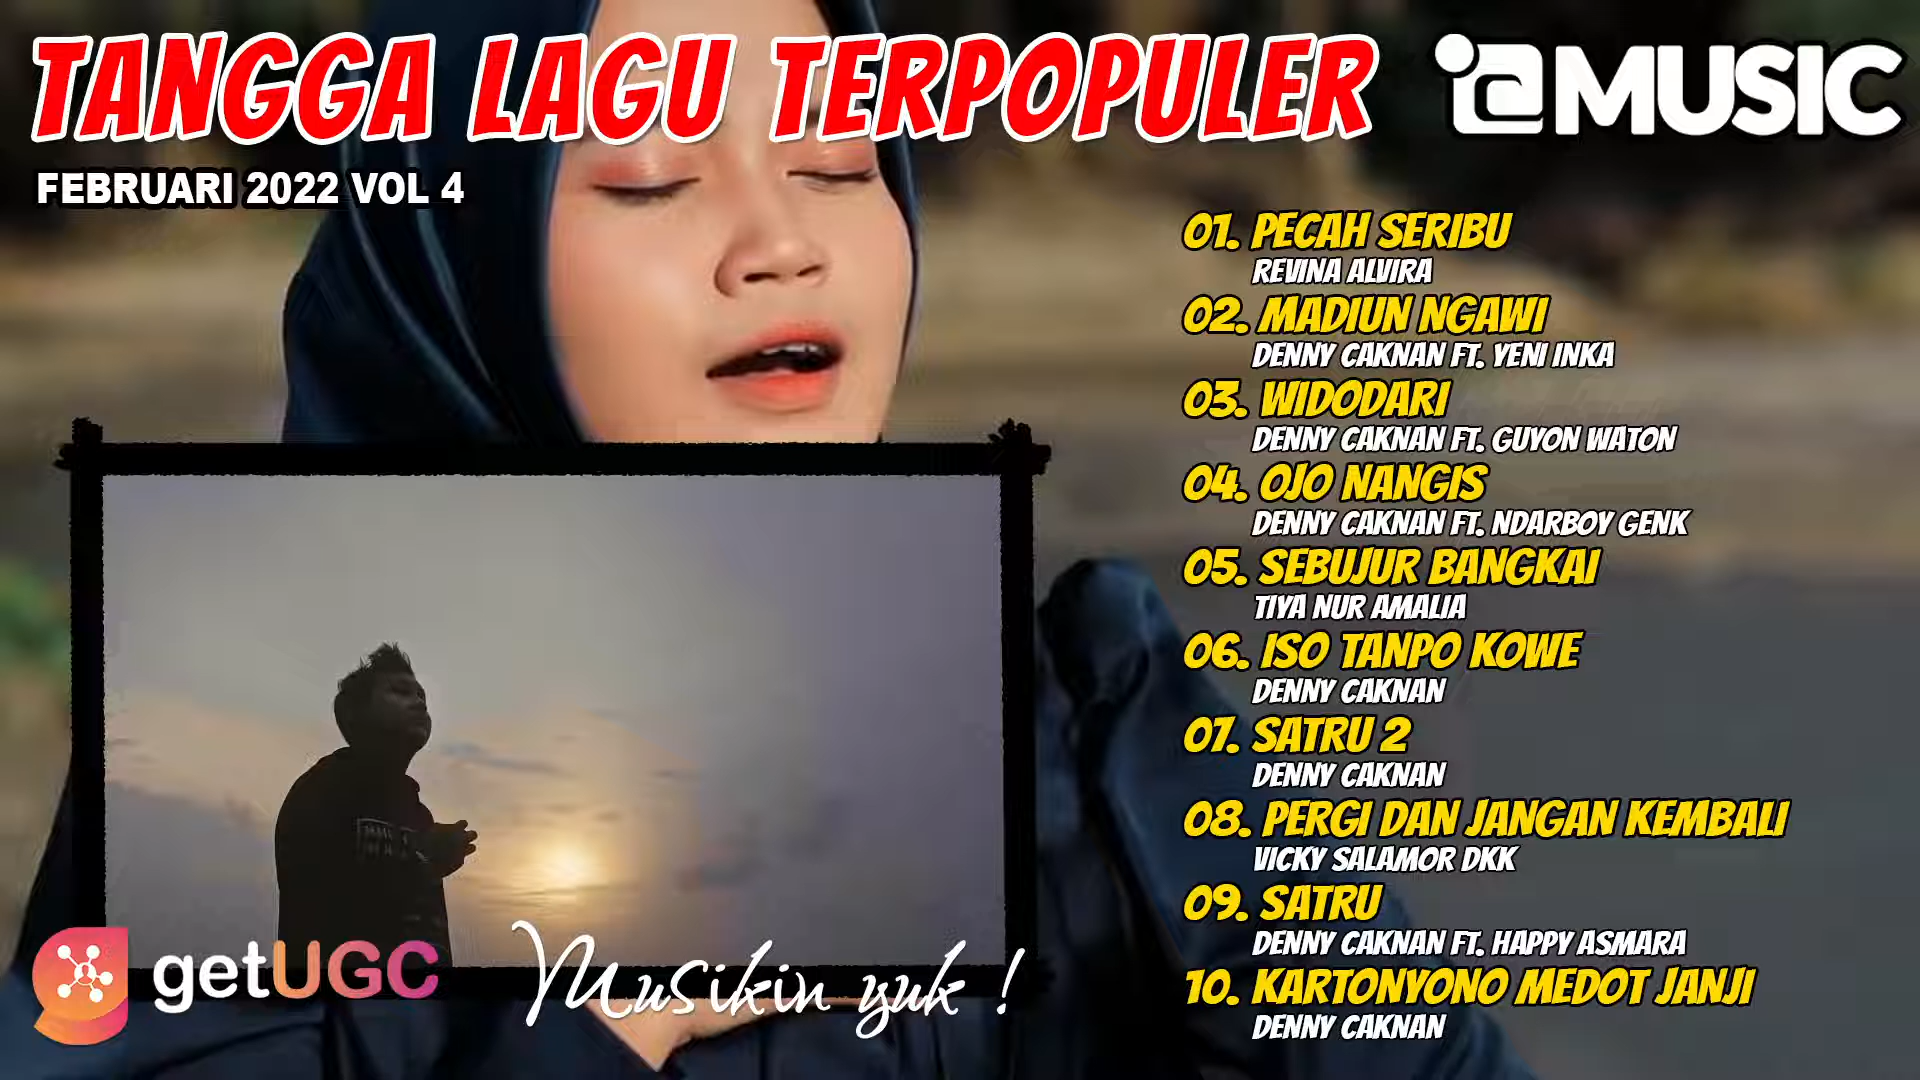 TANGGA LAGU TERPOPULER
MUSIC
FEBRUARI 2022 VOL 4
01. PECAH SERIBU
REVINA ALVIRA
02. MADIUN NGAWI
DENNY CAKNAN FT. YENI INKA
03. WIDODARI
DENNY CAKNAN FT. GUYON WATON
04. OJO NANGIS
DENNY CAKNAN FT. NDARBOY GENK
05. SEBUJUR BANGKAI
TIYA NUR AMALIA
06. ISO TANPO KOWE
DENNY CAKNAN
07. SATRU 2
DENNY CAKNAN
08. PERGI DAN JANGAN KEMBALI
VICKY SALAMOR DKK
09. SATRU
DENNY CAKNAN FT. HAPPY ASMARA
10. KARTONYONO MEDOT JANJI
DENNY CAKNAN
getUGC
Musikin yuk !